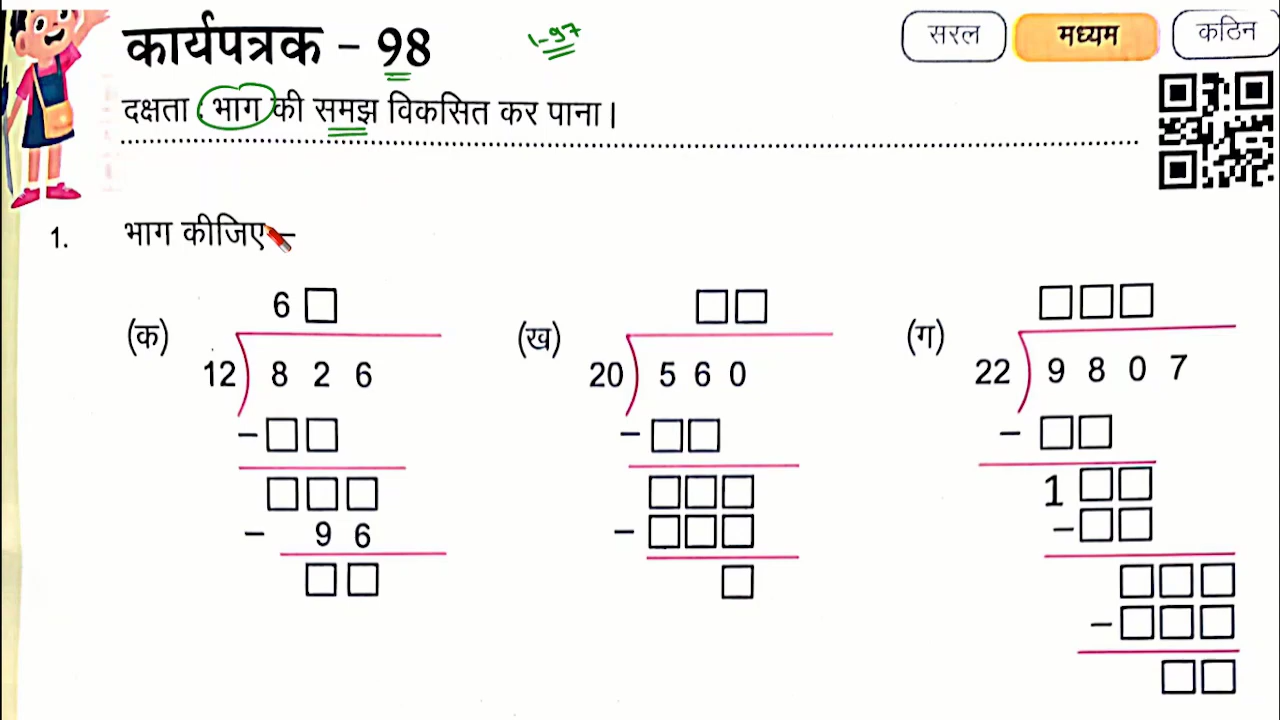 कार्यपत्रक - 98
1-97
सरल
मध्यम
कठिन
दक्षता भाग की समझ विकसित कर पाना।
1. भाग कीजिए-
(क)
6 □
12) 8 2 6
- □ □
□ □ □
- 9 6
□ □
(ख)
□ □
20) 5 6 0
- □ □
□ □ □
- □ □ □
□
(ग)
□ □ □
22) 9 8 0 7
- □ □
1 □ □
- □ □
□ □ □
- □ □ □
□ □